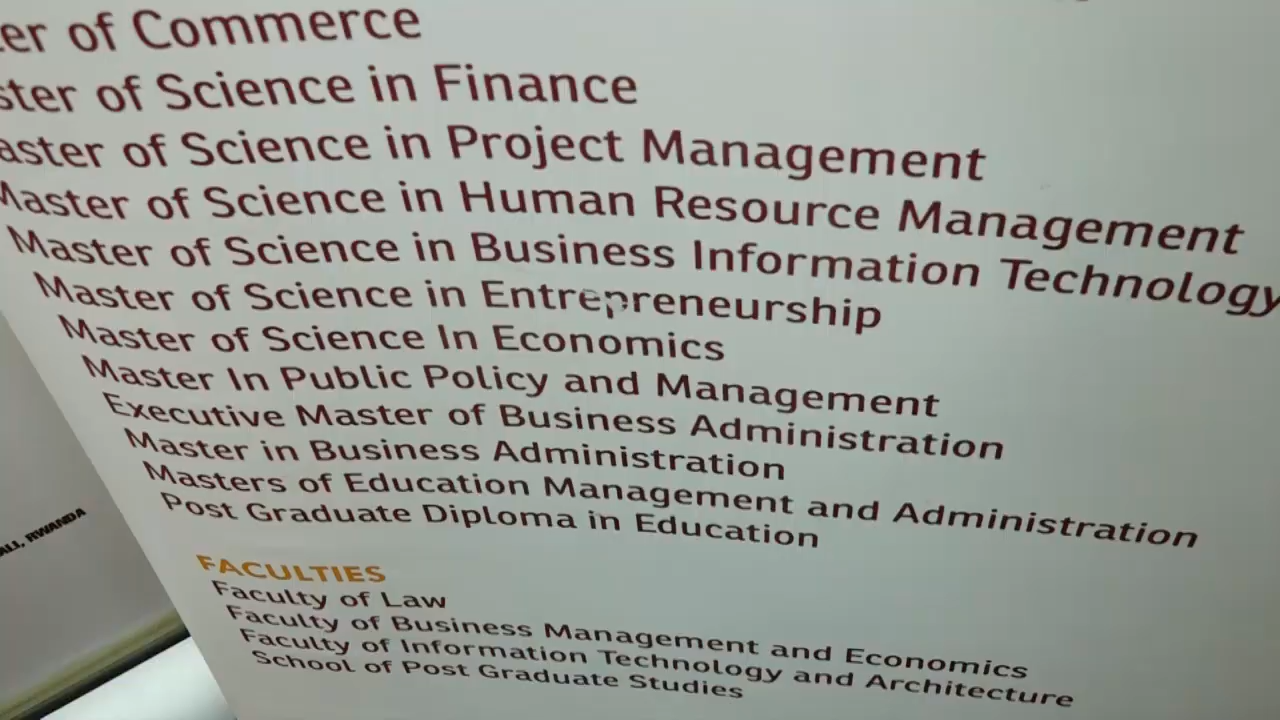 er of Commerce
ster of Science in Finance
aster of Science in Project Management
Master of Science in Human Resource Management
Master of Science in Business Information Technology
Master of Science in Entrepreneurship
Master of Science In Economics
Master In Public Policy and Management
Executive Master of Business Administration
Master in Business Administration
Masters of Education Management and Administration
Post Graduate Diploma in Education
FACULTIES
Faculty of Law
Faculty of Business Management and Economics
Faculty of Information Technology and Architecture
School of Post Graduate Studies
ALI, RWANDA